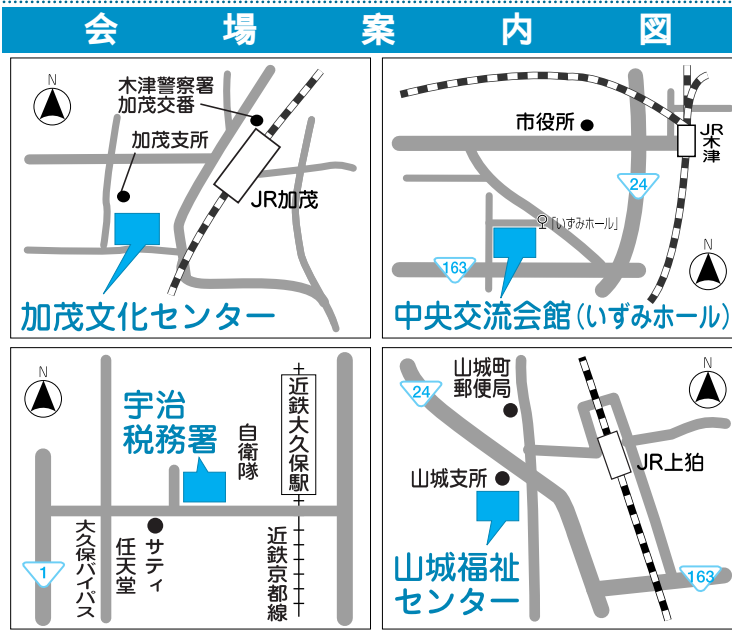 会場案内図
N
木津警察署
加茂交番
加茂支所
JR加茂
加茂文化センター
市役所
JR木津
24
「いずみホール」
163
N
中央交流会館(いずみホール)
N
宇治
税務署
自衛隊
近鉄大久保駅
大久保バイパス
任天堂
サティ
近鉄京都線
1
山城町
郵便局
N
24
山城支所
JR上狛
山城福祉
センター
163